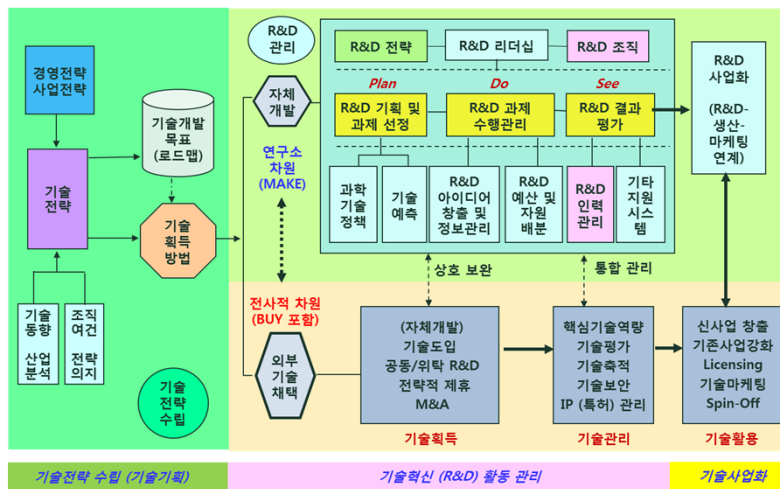 경영전략
사업전략
기술
전략
기술개발
목표
(로드맵)
기술
획득
방법
기술
동향
산업
분석
조직
여건
전략
의지
기술
전략
수립
R&D
관리
자체
개발
연구소
차원
(MAKE)
전사적 차원
(BUY 포함)
외부
기술
채택
R&D 전략
R&D 리더십
R&D 조직
Plan
Do
See
R&D 기획 및
과제 선정
R&D 과제
수행관리
R&D 결과
평가
과학
기술
정책
기술
예측
R&D
아이디어
창출 및
정보관리
R&D
예산 및
자원
배분
R&D
인력
관리
기타
지원
시스
템
상호 보완
통합 관리
R&D
사업화
(R&D-
생산-
마케팅
연계)
(자체개발)
기술도입
공동/위탁 R&D
전략적 제휴
M&A
기술획득
핵심기술역량
기술평가
기술축적
기술보안
IP (특허) 관리
기술관리
신사업 창출
기존사업강화
Licensing
기술마케팅
Spin-Off
기술활용
기술전략 수립 (기술기획)
기술혁신 (R&D) 활동 관리
기술사업화